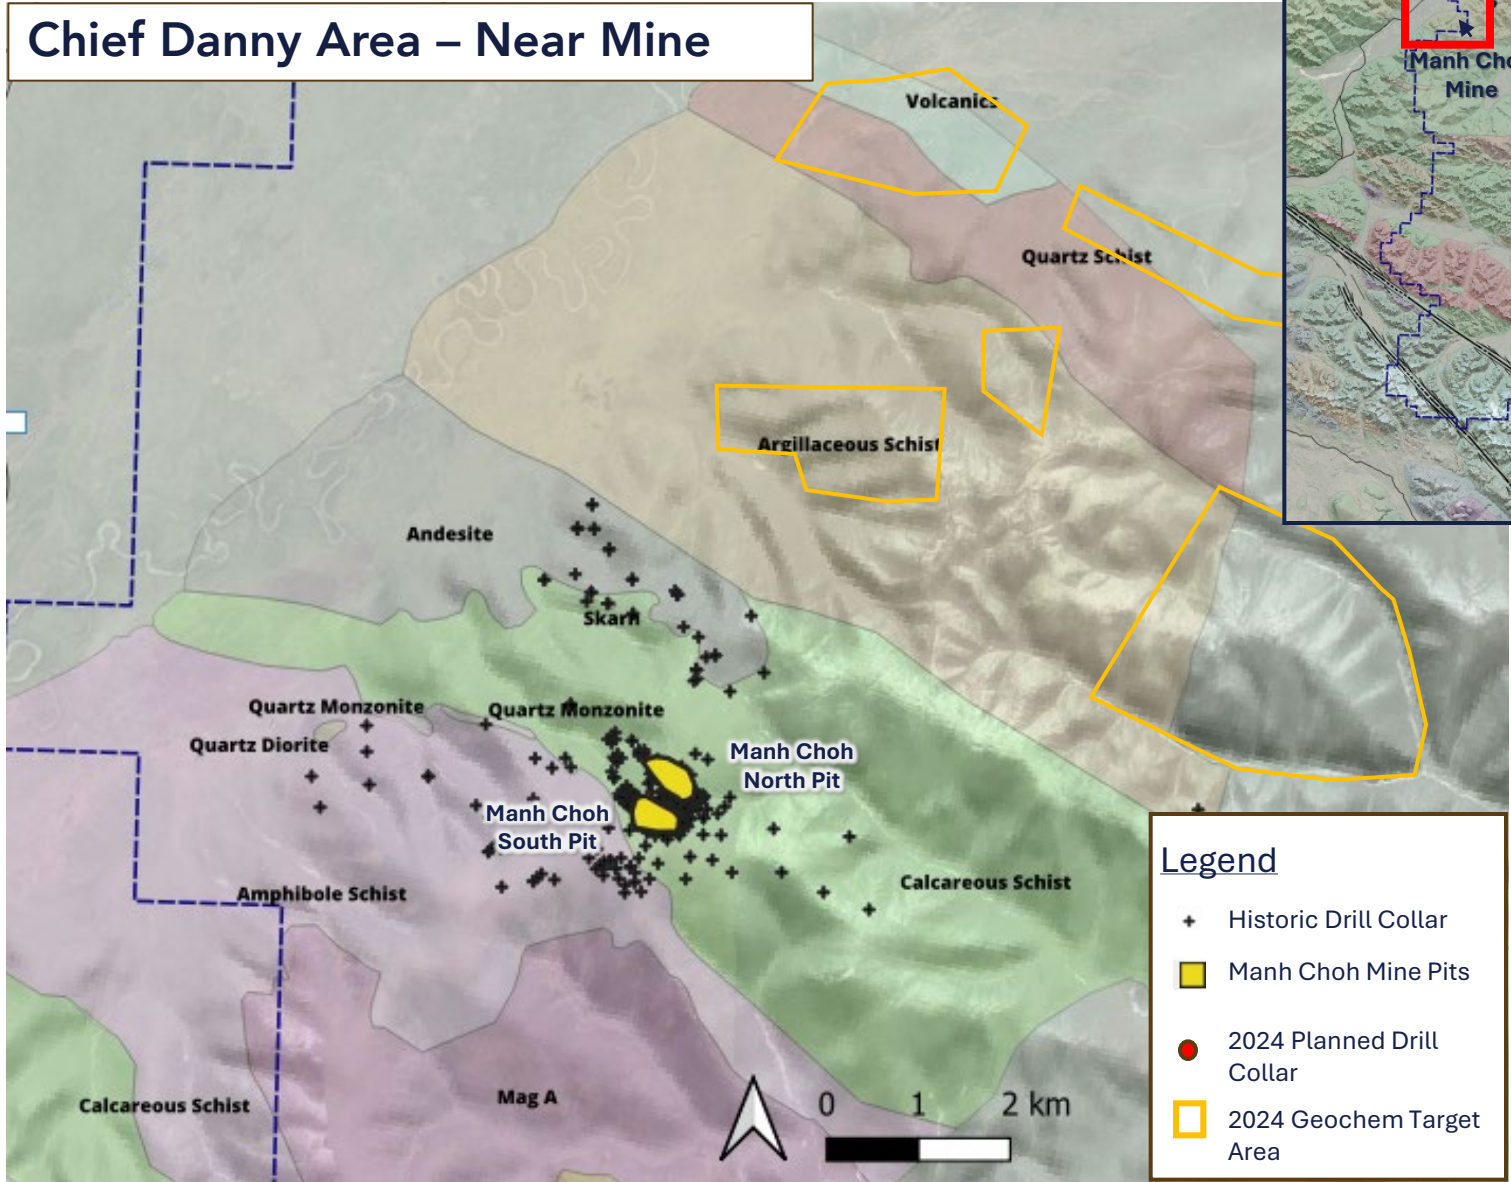 Chief Danny Area – Near Mine
Manh Cho
Mine
Volcanics
Quartz Schist
Argillaceous Schist
Andesite
Skarn
Quartz Monzonite
Quartz Monzonite
Quartz Diorite
Manh Choh
North Pit
Manh Choh
South Pit
Amphibole Schist
Calcareous Schist
Calcareous Schist
Mag A
0 1 2 km
Legend
Historic Drill Collar
Manh Choh Mine Pits
2024 Planned Drill
Collar
2024 Geochem Target
Area